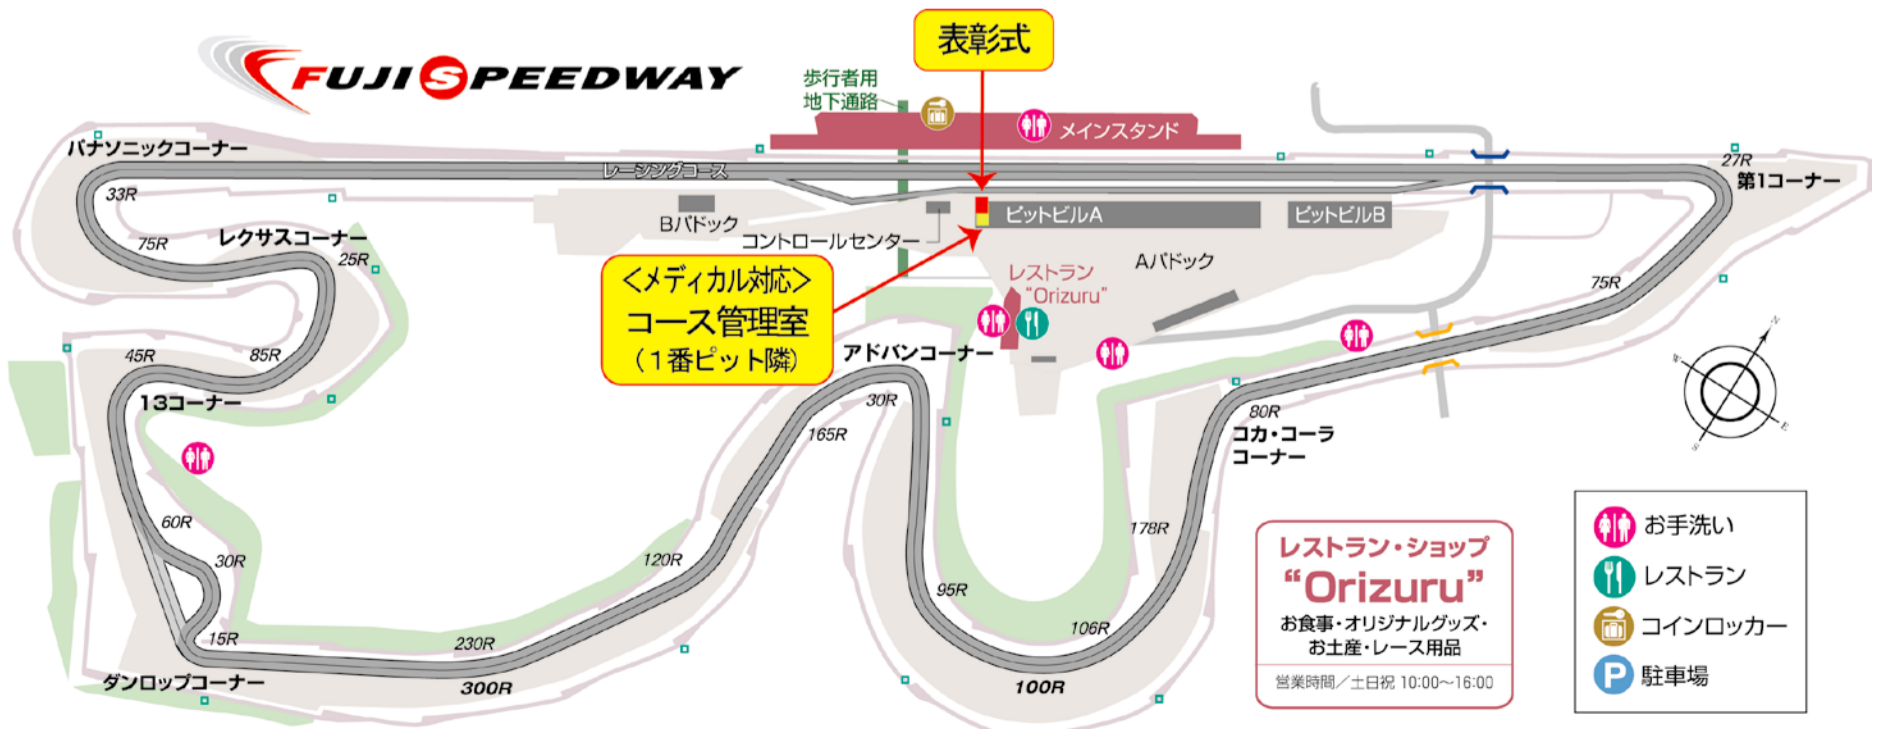 表彰式
FUJI SPEEDWAY
歩行者用
地下通路
メインスタンド
パナソニックコーナー
レーシングコース
27R
第1コーナー
33R
Bパドック
ピットビルA
ピットビルB
75R
レクサスコーナー
25R
コントロールセンター
Aパドック
<メディカル対応>
コース管理室
(1番ピット隣)
レストラン
“Orizuru”
75R
45R
85R
アドバンコーナー
13コーナー
30R
165R
80R
コカ・コーラ
コーナー
60R
30R
120R
178R
95R
15R
230R
106R
ダンロップコーナー
300R
100R
N
W
E
S
レストラン・ショップ
“Orizuru”
お食事・オリジナルグッズ・
お土産・レース用品
営業時間／土日祝 10:00～16:00
お手洗い
レストラン
コインロッカー
P 駐車場